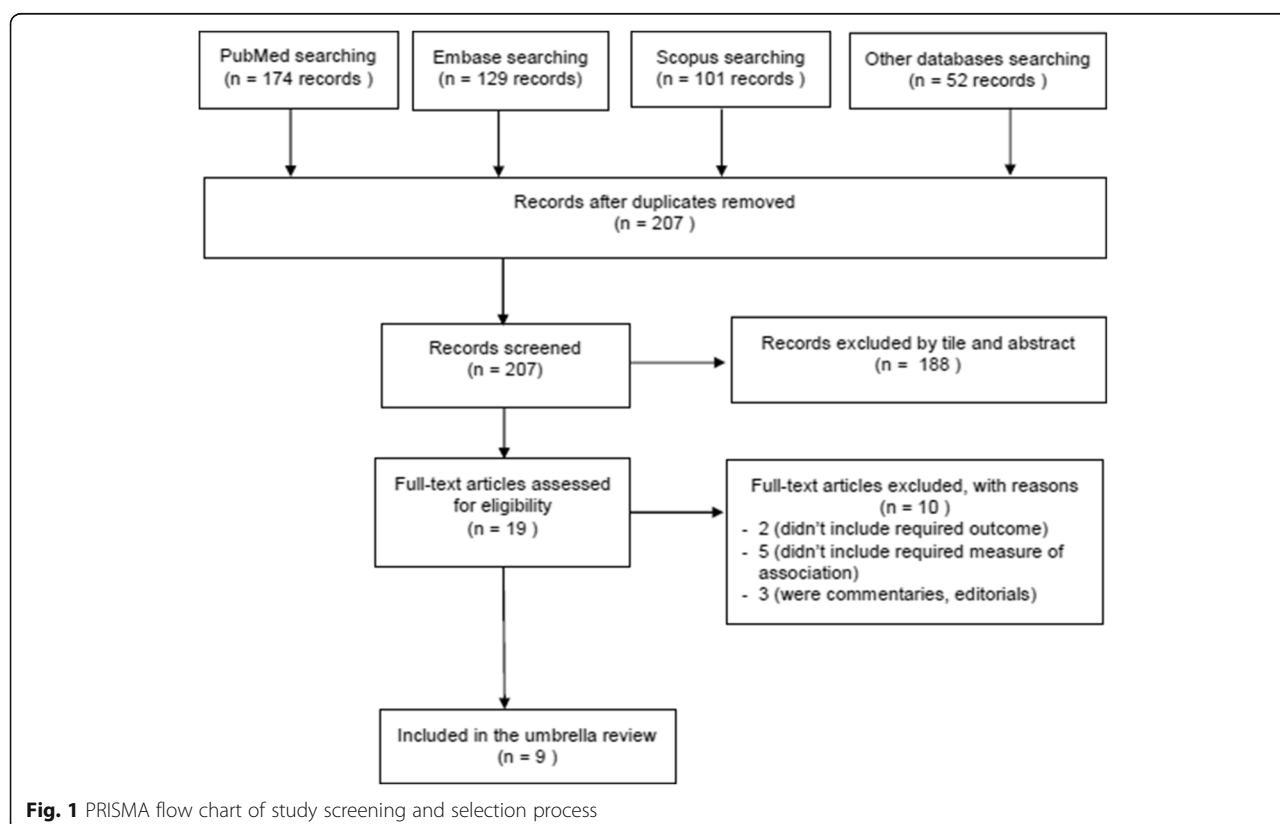 PubMed searching
(n = 174 records )
Embase searching
(n = 129 records)
Scopus searching
(n = 101 records )
Other databases searching
(n = 52 records )
Records after duplicates removed
(n = 207 )
Records screened
(n = 207)
Records excluded by tile and abstract
(n = 188 )
Full-text articles assessed
for eligibility
(n = 19 )
Full-text articles excluded, with reasons
(n = 10 )
- 2 (didn't include required outcome)
- 5 (didn't include required measure of
association)
- 3 (were commentaries, editorials)
Included in the umbrella review
(n = 9 )
Fig. 1 PRISMA flow chart of study screening and selection process